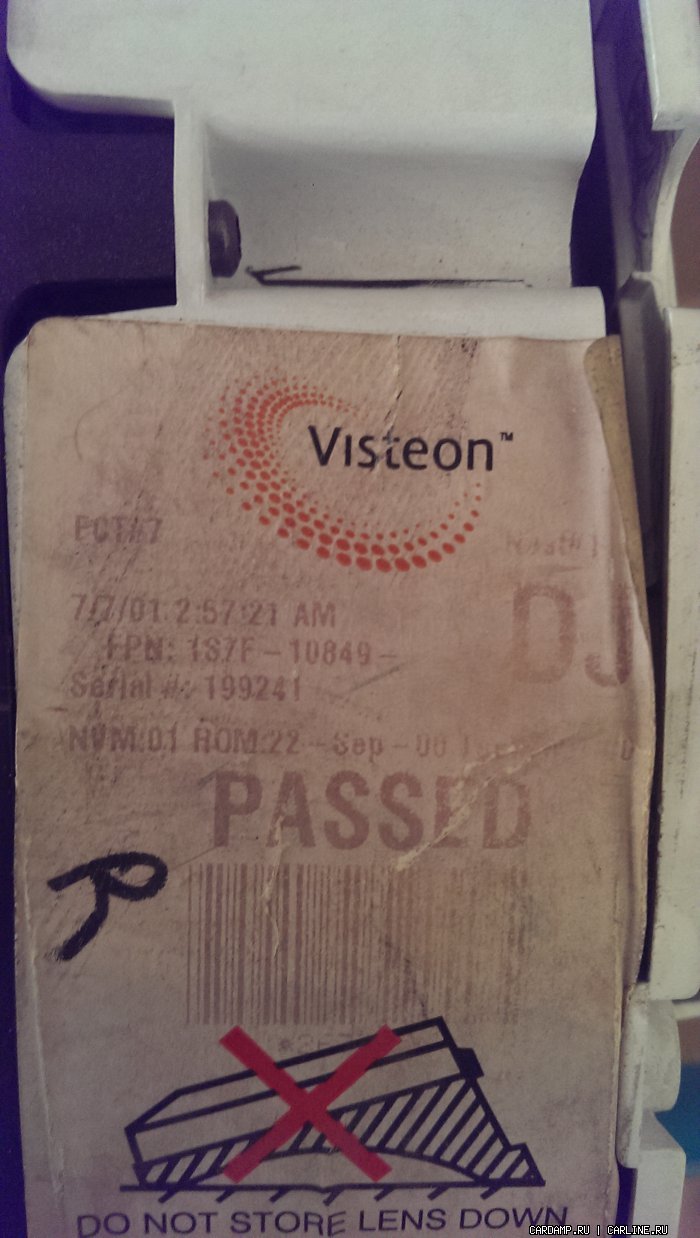 Visteon™
FCT#7
7/7/01 2:57:21 AM
FPN: 1S7F-10849-
DJ
Serial #: 199241
NVM:01 ROM:22-Sep-00
PASSED
R
DO NOT STORE LENS DOWN
CARDAMP.RU | CARLINE.RU